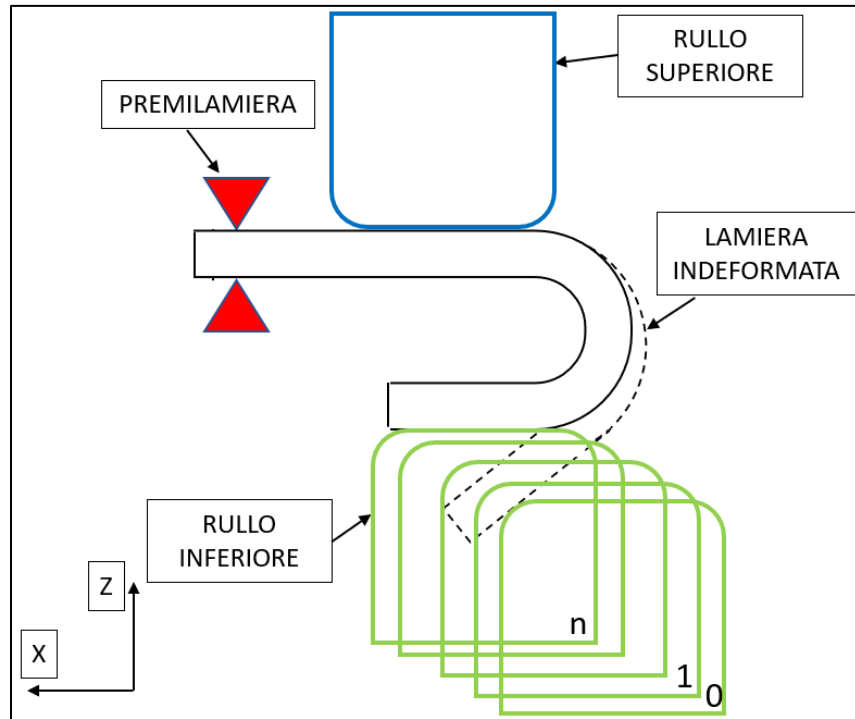 RULLO
SUPERIORE
PREMILAMIERA
LAMIERA
INDEFORMATA
RULLO
INFERIORE
n
1
0
Z
X